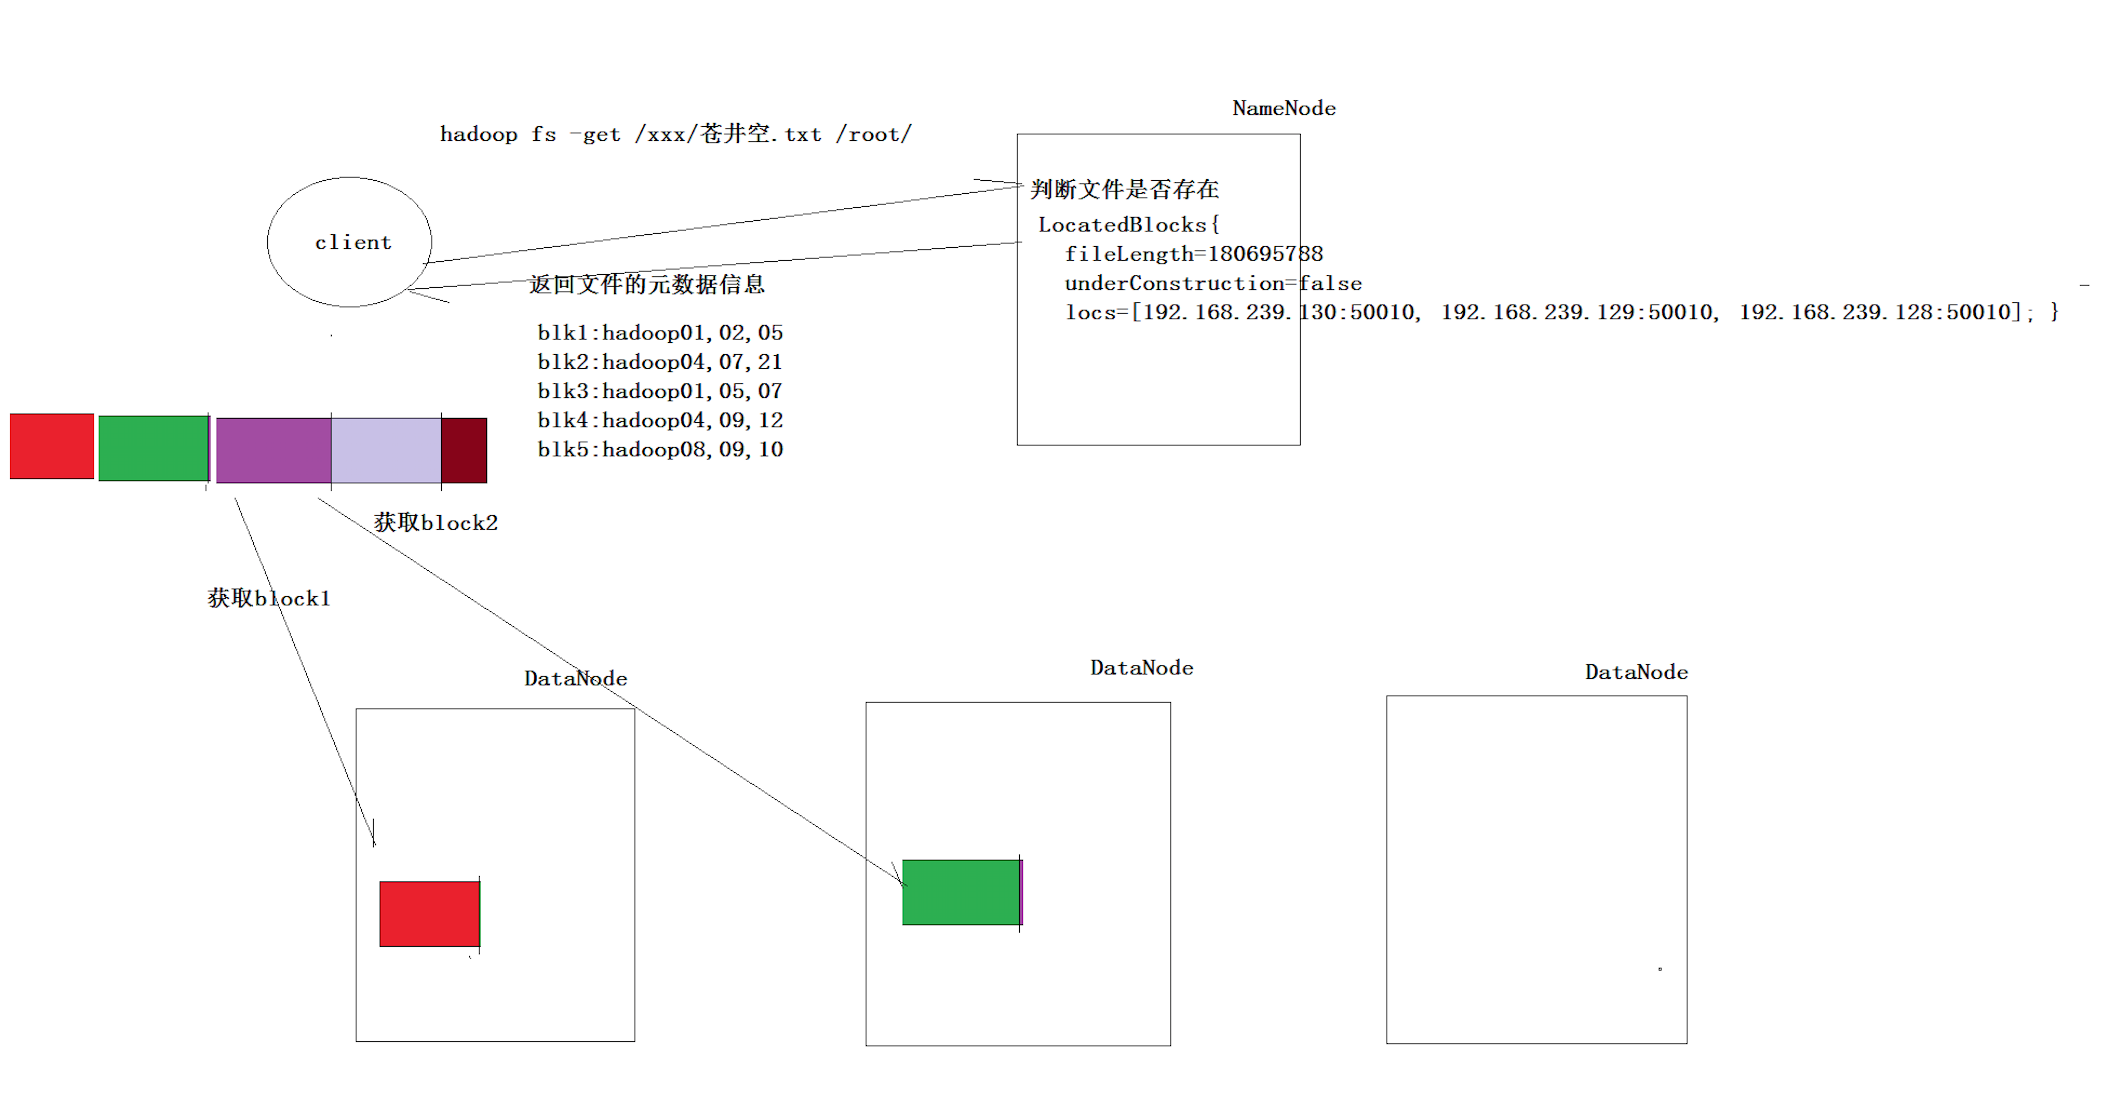 NameNode
hadoop fs -get /xxx/苍井空.txt /root/
判断文件是否存在
LocatedBlocks{
fileLength=180695788
underConstruction=false
locs=[192.168.239.130:50010, 192.168.239.129:50010, 192.168.239.128:50010]; }
client
返回文件的元数据信息
blk1:hadoop01,02,05
blk2:hadoop04,07,21
blk3:hadoop01,05,07
blk4:hadoop04,09,12
blk5:hadoop08,09,10
获取block2
获取block1
DataNode
DataNode
DataNode